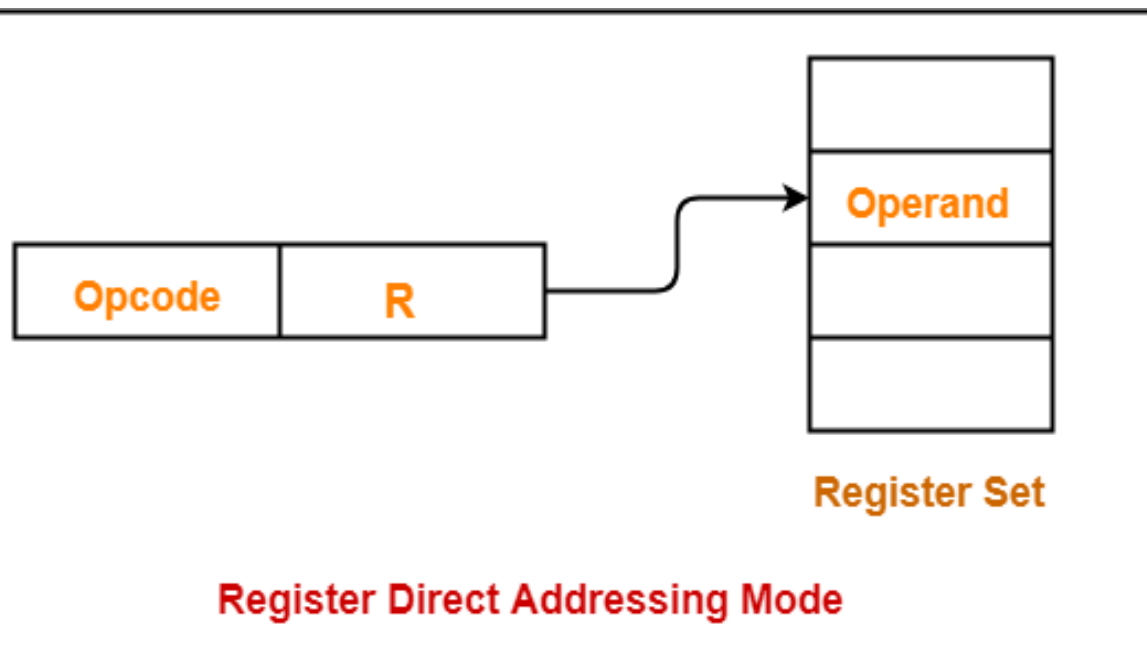 Operand
Opcode
R
Register Set
Register Direct Addressing Mode